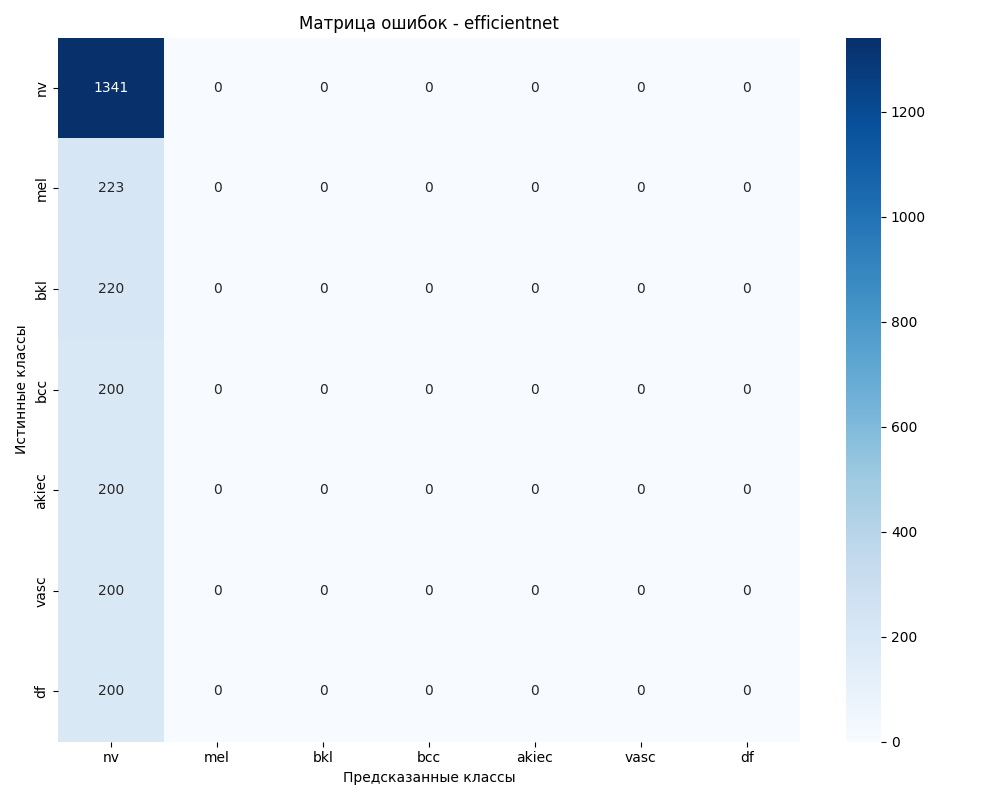 Матрица ошибок - efficientnet
nv 1341 0 0 0 0 0 0
mel 223 0 0 0 0 0 0
bkl 220 0 0 0 0 0 0
bcc 200 0 0 0 0 0 0
akiec 200 0 0 0 0 0 0
vasc 200 0 0 0 0 0 0
df 200 0 0 0 0 0 0
Истинные классы
nv mel bkl bcc akiec vasc df
Предсказанные классы
1200
1000
800
600
400
200
0